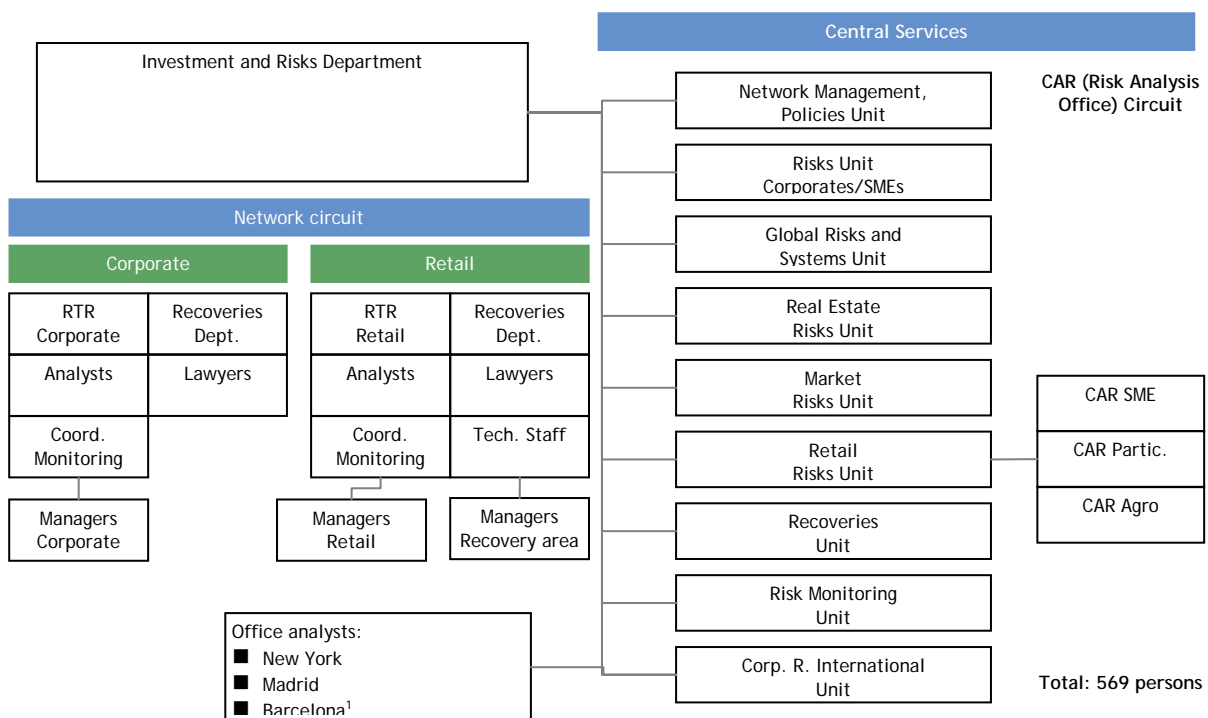 Central Services
Investment and Risks Department
Network Management,
Policies Unit
CAR (Risk Analysis
Office) Circuit
Risks Unit
Corporates/SMEs
Network circuit
Global Risks and
Systems Unit
Corporate
Retail
RTR
Corporate
Recoveries
Dept.
RTR
Retail
Recoveries
Dept.
Real Estate
Risks Unit
Analysts
Lawyers
Analysts
Lawyers
Market
Risks Unit
CAR SME
Coord.
Monitoring
Coord.
Monitoring
Tech. Staff
Retail
Risks Unit
CAR Partic.
CAR Agro
Managers
Corporate
Managers
Retail
Managers
Recovery area
Recoveries
Unit
Risk Monitoring
Unit
Office analysts:
■ New York
■ Madrid
■ Barcelona¹
Corp. R. International
Unit
Total: 569 persons